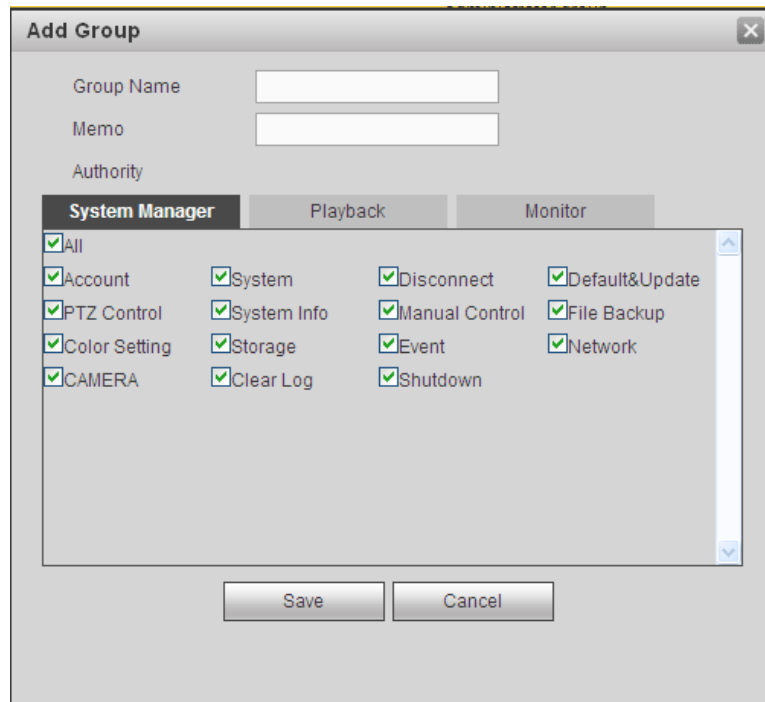 Add Group
Group Name
Memo
Authority
System Manager Playback Monitor
All
Account System Disconnect Default&Update
PTZ Control System Info Manual Control File Backup
Color Setting Storage Event Network
CAMERA Clear Log Shutdown
Save Cancel